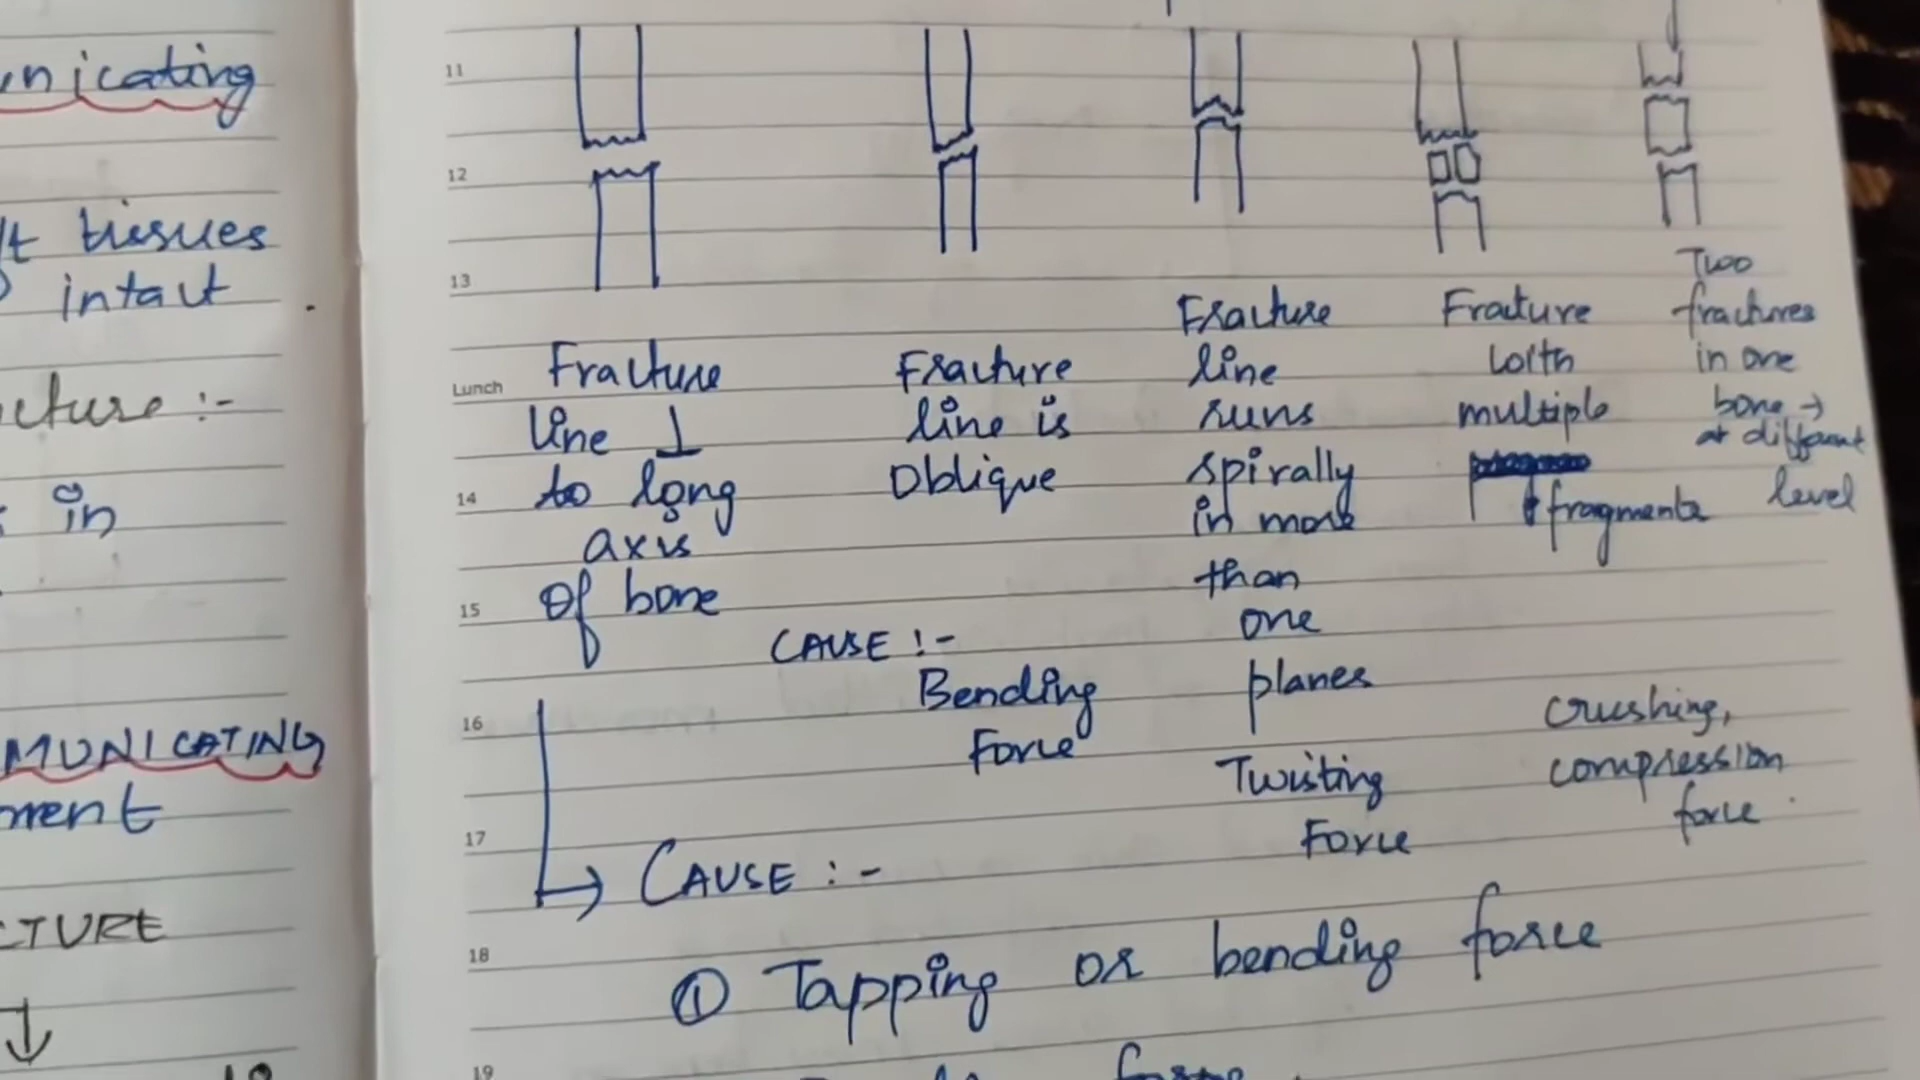 unicating
tissues
intact
cture :-
in
MUNICATING
ment
CTURE
11
12
13
Lunch
14
15
16
17
18
19
Fracture
line ⊥
to long
axis
of bone
Fracture
line is
Oblique
CAUSE :-
Bending
Force
Fracture
line
runs
spirally
in more
than
one
planes
Twisting
Force
Fracture
with
multiple
fragments
crushing,
compression
force
Two
fractures
in one
bone →
at different
level
CAUSE :-
① Tapping or bending force